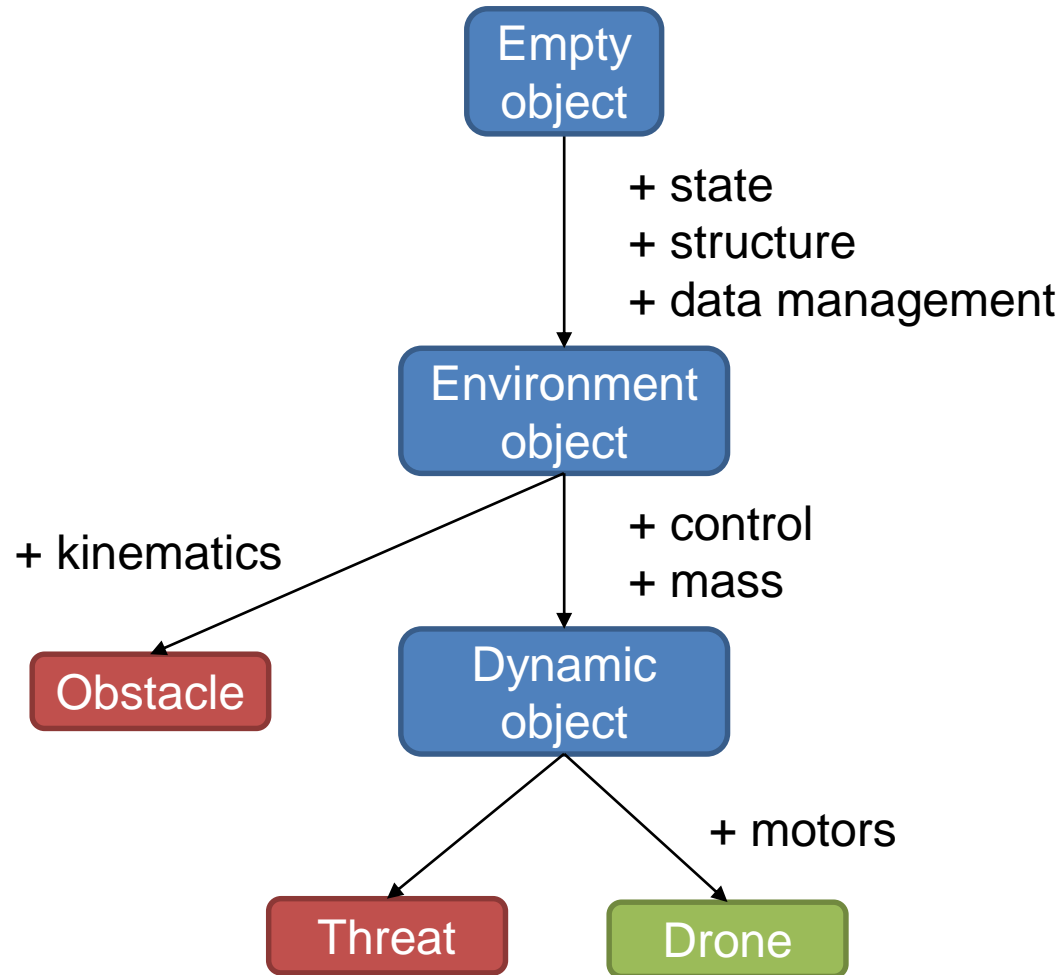 Empty
object
+ state
+ structure
+ data management
Environment
object
+ kinematics
+ control
+ mass
Obstacle
Dynamic
object
+ motors
Threat
Drone